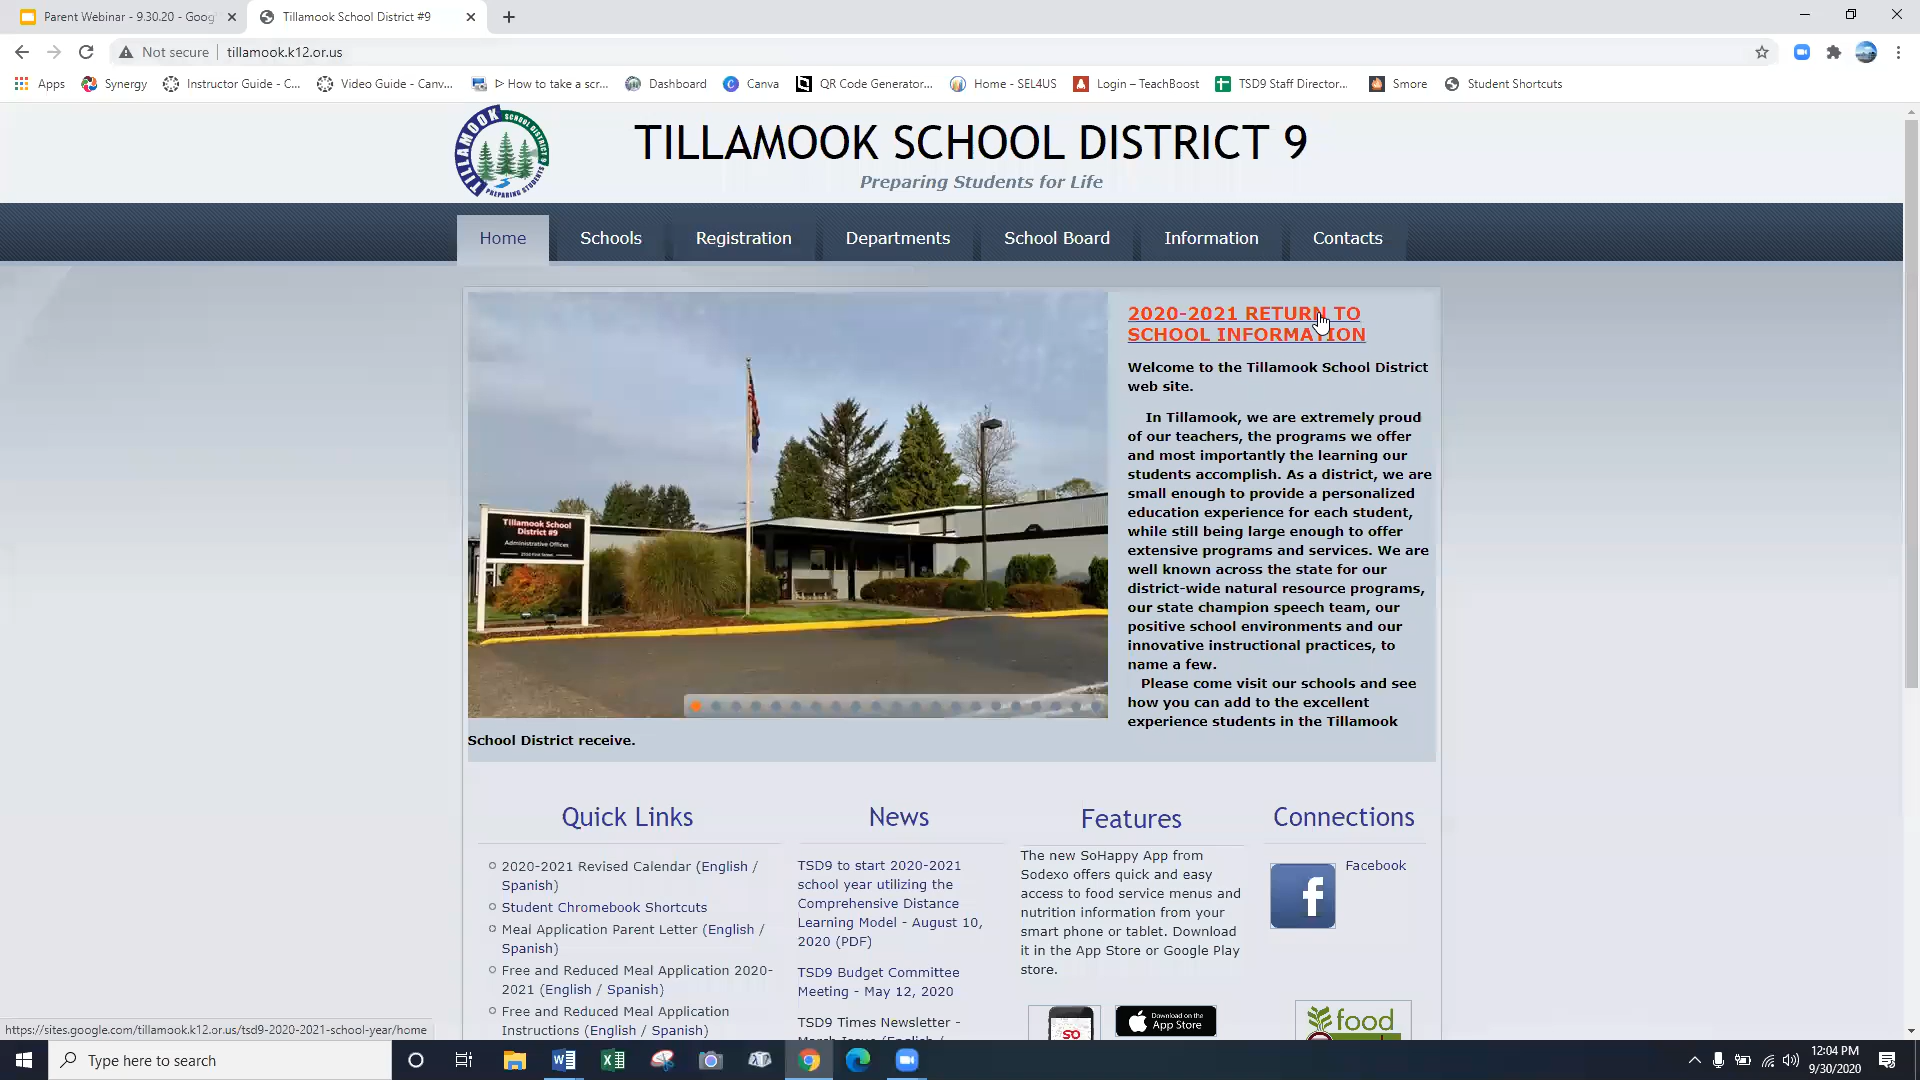 Parent Webinar - 9.30.20 - Goog
Tillamook School District #9
Not secure
tillamook.k12.or.us
Apps
Synergy
Instructor Guide - C...
Video Guide - Canv...
How to take a scr...
Dashboard
Canva
QR Code Generator...
Home - SEL4US
Login – TeachBoost
TSD9 Staff Director...
Smore
Student Shortcuts
TILLAMOOK
SCHOOL DISTRICT 9
PREPARING STUDENTS
TILLAMOOK SCHOOL DISTRICT 9
Preparing Students for Life
Home
Schools
Registration
Departments
School Board
Information
Contacts
Tillamook School
District #9
Administrative Offices
2020-2021 RETURN TO
SCHOOL INFORMATION
Welcome to the Tillamook School District
web site.
In Tillamook, we are extremely proud
of our teachers, the programs we offer
and most importantly the learning our
students accomplish. As a district, we are
small enough to provide a personalized
education experience for each student,
while still being large enough to offer
extensive programs and services. We are
well known across the state for our
district-wide natural resource programs,
our state champion speech team, our
positive school environments and our
innovative instructional practices, to
name a few.
Please come visit our schools and see
how you can add to the excellent
experience students in the Tillamook
School District receive.
Quick Links
2020-2021 Revised Calendar (English /
Spanish)
Student Chromebook Shortcuts
Meal Application Parent Letter (English /
Spanish)
Free and Reduced Meal Application 2020-
2021 (English / Spanish)
Free and Reduced Meal Application
Instructions (English / Spanish)
News
TSD9 to start 2020-2021
school year utilizing the
Comprehensive Distance
Learning Model - August 10,
2020 (PDF)
TSD9 Budget Committee
Meeting - May 12, 2020
TSD9 Times Newsletter -
March Issue (English /
Features
The new SoHappy App from
Sodexo offers quick and easy
access to food service menus and
nutrition information from your
smart phone or tablet. Download
it in the App Store or Google Play
store.
SO
Download on the
App Store
Connections
Facebook
food
https://sites.google.com/tillamook.k12.or.us/tsd9-2020-2021-school-year/home
Type here to search
12:04 PM
9/30/2020